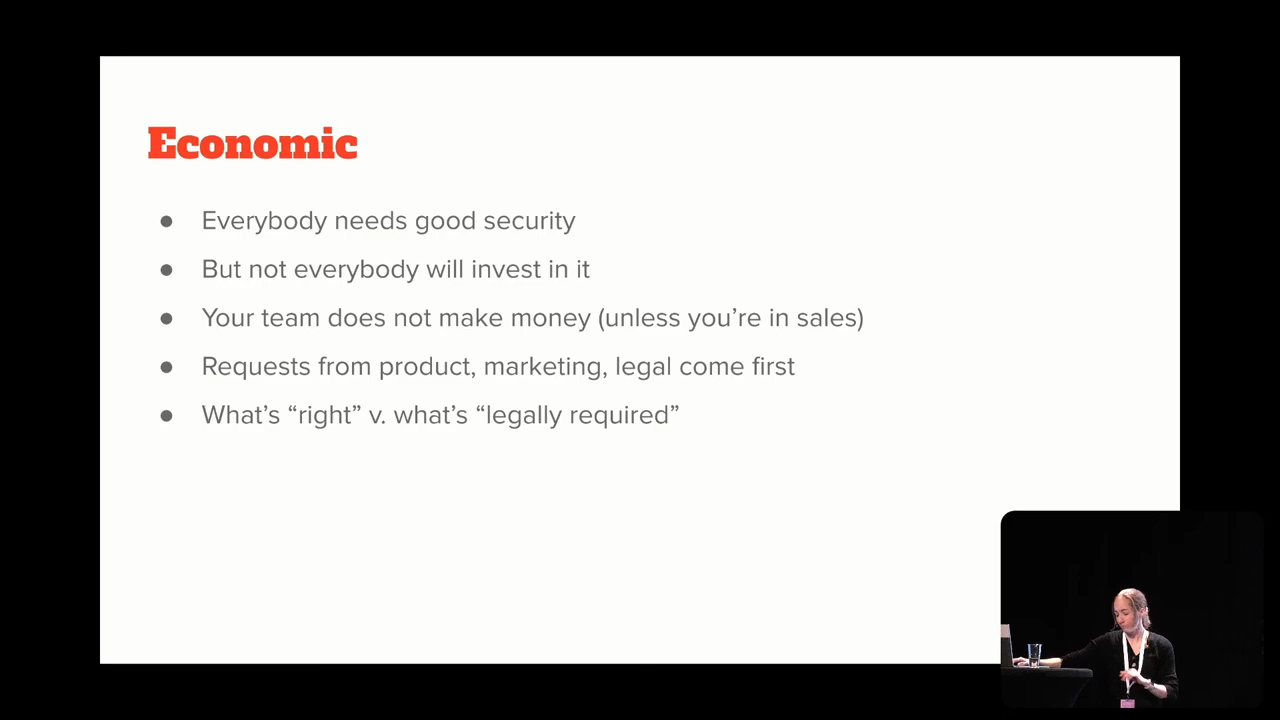 Economic
● Everybody needs good security
● But not everybody will invest in it
● Your team does not make money (unless you’re in sales)
● Requests from product, marketing, legal come first
● What’s “right” v. what’s “legally required”